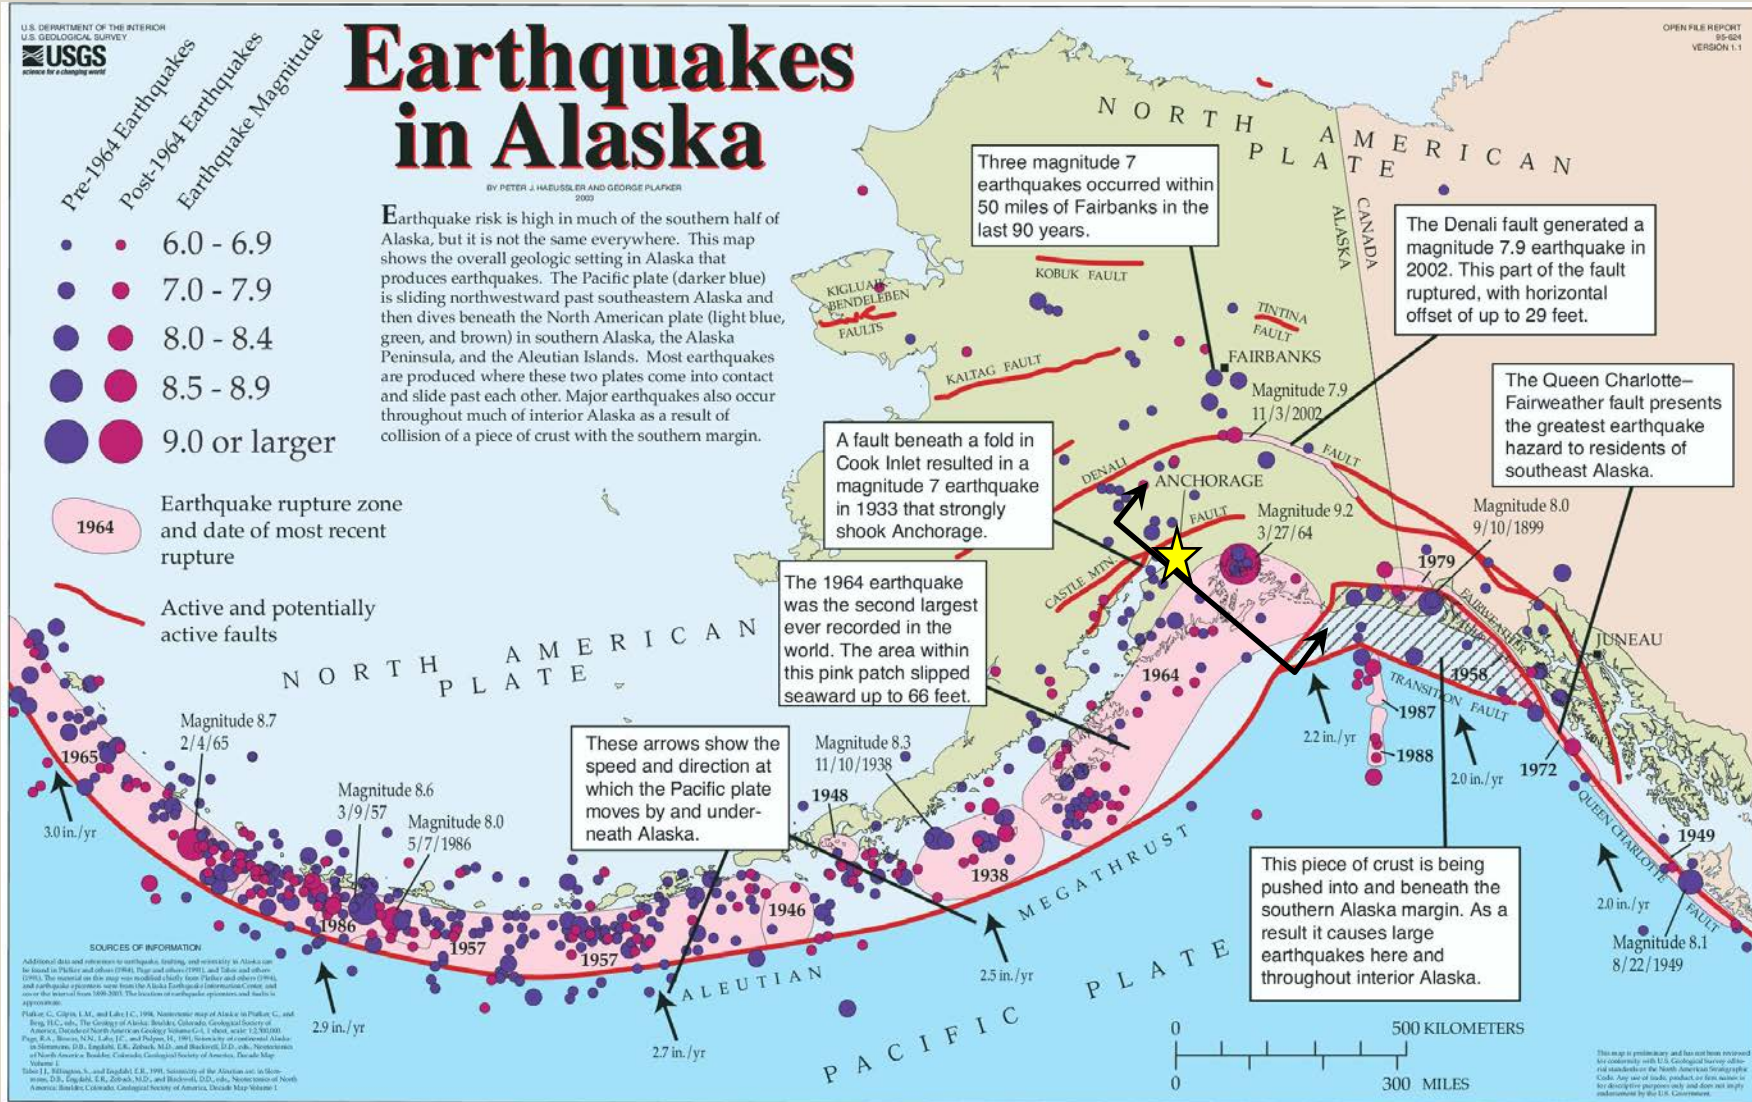 U.S. DEPARTMENT OF THE INTERIOR
U.S. GEOLOGICAL SURVEY
USGS
science for a changing world
OPEN FILE REPORT
95-624
VERSION 1.1
Earthquakes
in Alaska
BY PETER J. HAEUSSLER AND GEORGE PLAFKER
2003
Earthquake risk is high in much of the southern half of
Alaska, but it is not the same everywhere. This map
shows the overall geologic setting in Alaska that
produces earthquakes. The Pacific plate (darker blue)
is sliding northwestward past southeastern Alaska and
then dives beneath the North American plate (light blue,
green, and brown) in southern Alaska, the Alaska
Peninsula, and the Aleutian Islands. Most earthquakes
are produced where these two plates come into contact
and slide past each other. Major earthquakes also occur
throughout much of interior Alaska as a result of
collision of a piece of crust with the southern margin.
Pre-1964 Earthquakes
Post-1964 Earthquakes
Earthquake Magnitude
6.0 - 6.9
7.0 - 7.9
8.0 - 8.4
8.5 - 8.9
9.0 or larger
1964
Earthquake rupture zone
and date of most recent
rupture
Active and potentially
active faults
NORTH AMERICAN
PLATE
ALASKA
CANADA
Three magnitude 7
earthquakes occurred within
50 miles of Fairbanks in the
last 90 years.
The Denali fault generated a
magnitude 7.9 earthquake in
2002. This part of the fault
ruptured, with horizontal
offset of up to 29 feet.
The Queen Charlotte–
Fairweather fault presents
the greatest earthquake
hazard to residents of
southeast Alaska.
A fault beneath a fold in
Cook Inlet resulted in a
magnitude 7 earthquake
in 1933 that strongly
shook Anchorage.
The 1964 earthquake
was the second largest
ever recorded in the
world. The area within
this pink patch slipped
seaward up to 66 feet.
These arrows show the
speed and direction at
which the Pacific plate
moves by and under-
neath Alaska.
This piece of crust is being
pushed into and beneath the
southern Alaska margin. As a
result it causes large
earthquakes here and
throughout interior Alaska.
KOBUK FAULT
KIGLUAIK-
BENDELEBEN
FAULTS
TINTINA
FAULT
KALTAG FAULT
FAIRBANKS
Magnitude 7.9
11/3/2002
DENALI
FAULT
ANCHORAGE
CASTLE MTN.
FAULT
Magnitude 9.2
3/27/64
Magnitude 8.0
9/10/1899
1979
FAIRWEATHER
JUNEAU
1964
1958
TRANSITION FAULT
1987
1988
1972
2.2 in./yr
2.0 in./yr
QUEEN CHARLOTTE
FAULT
1949
2.0 in./yr
Magnitude 8.1
8/22/1949
NORTH AMERICAN
PLATE
Magnitude 8.7
2/4/65
1965
3.0 in./yr
Magnitude 8.6
3/9/57
Magnitude 8.0
5/7/1986
1986
1957
1957
1946
1948
Magnitude 8.3
11/10/1938
1938
2.9 in./yr
2.7 in./yr
2.5 in./yr
ALEUTIAN
MEGATHRUST
PACIFIC PLATE
0 500 KILOMETERS
0 300 MILES
SOURCES OF INFORMATION